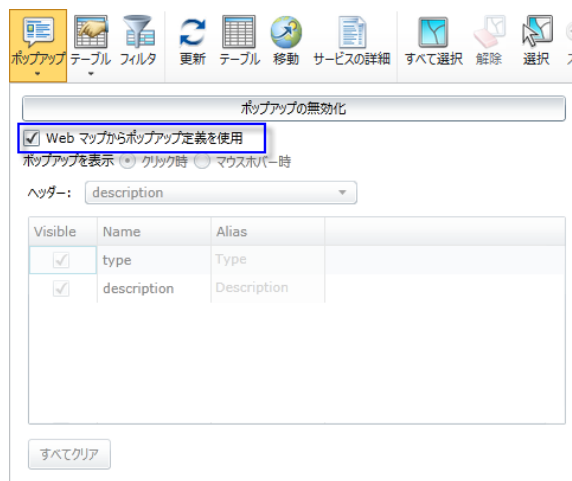 ポップアップ テーブル フィルタ 更新 テーブル 移動 サービスの詳細 すべて選択 解除 選択
ポップアップの無効化
Web マップからポップアップ定義を使用
ポップアップを表示 クリック時 マウスホバー時
ヘッダー: description
Visible Name Alias
type Type
description Description
すべてクリア